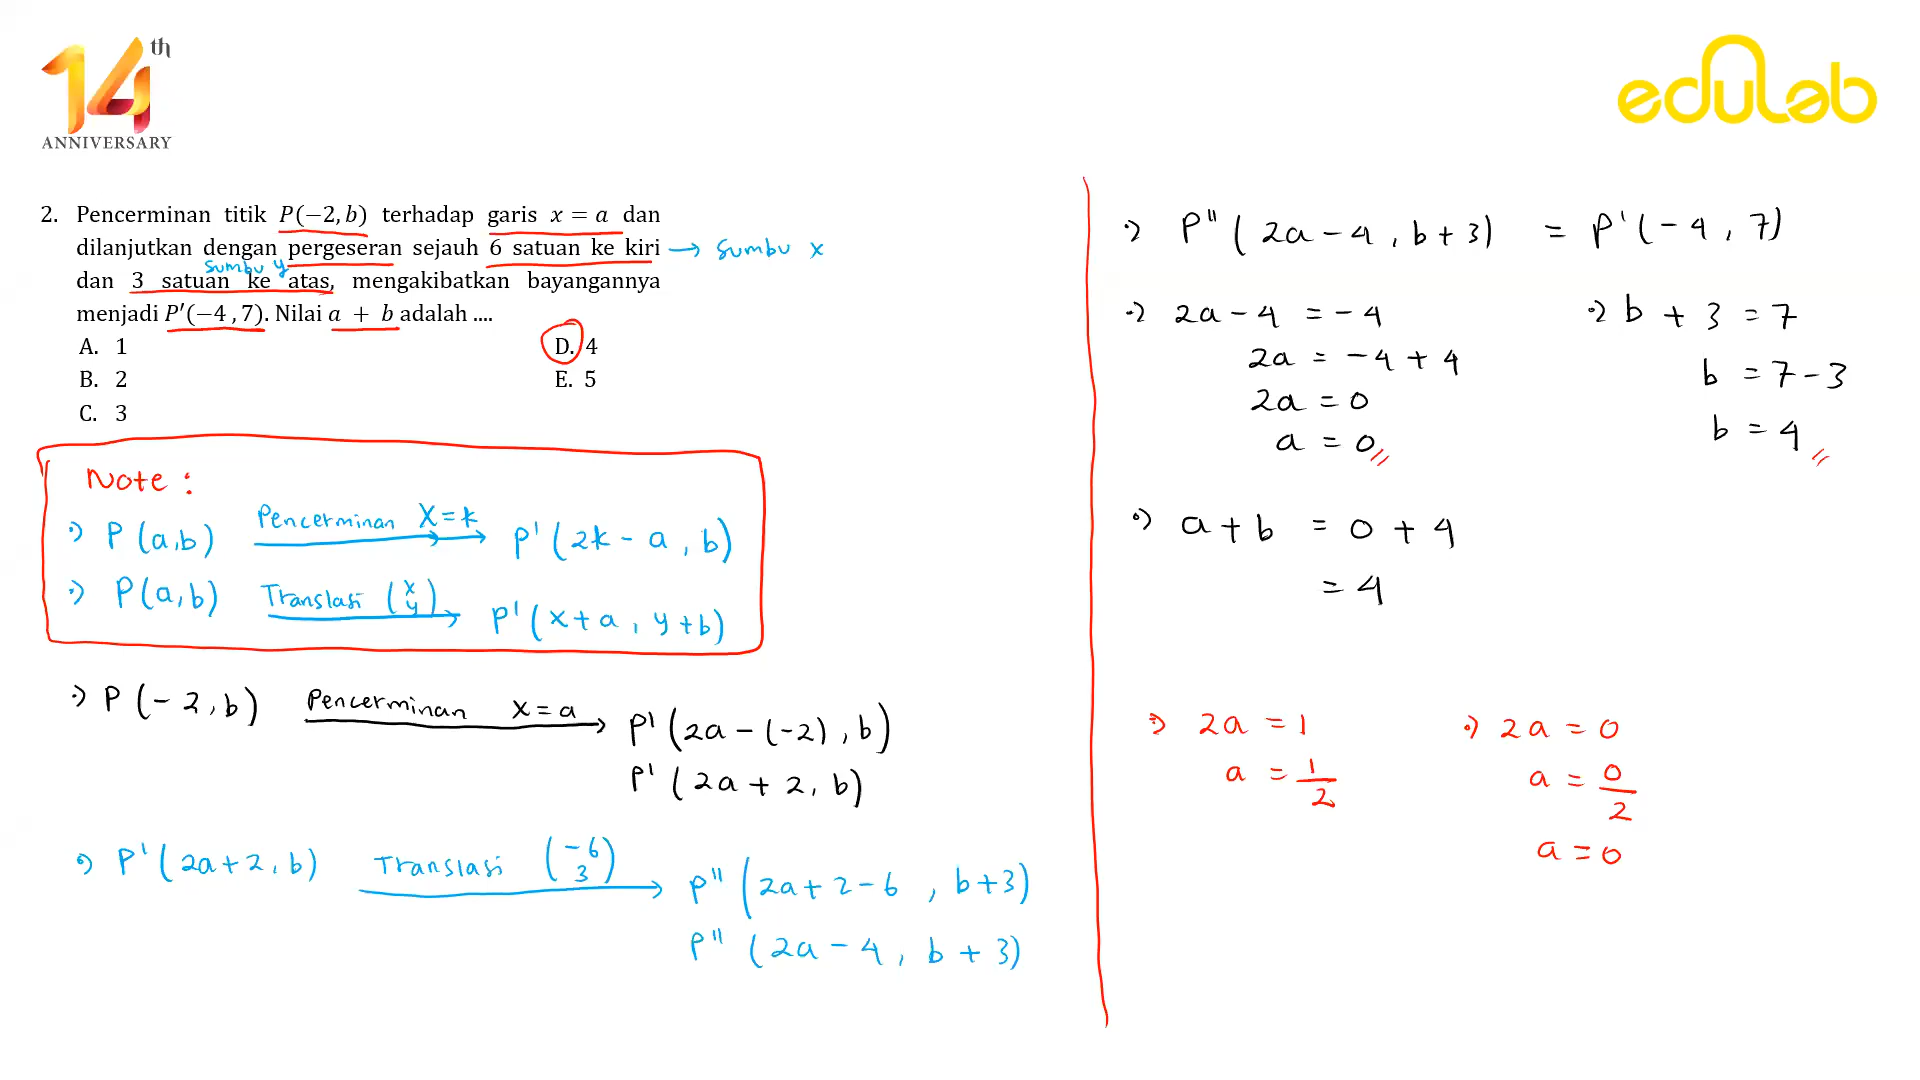 14th
ANNIVERSARY
edulab
2. Pencerminan titik P(−2, b) terhadap garis x = a dan
dilanjutkan dengan pergeseran sejauh 6 satuan ke kiri → sumbu x
sumbu y
dan 3 satuan ke atas, mengakibatkan bayangannya
menjadi P′(−4 , 7). Nilai a + b adalah ....
A. 1
B. 2
C. 3
D. 4
E. 5
Note :
•) P (a,b) Pencerminan X=k → P' (2k - a , b)
•) P(a,b) Translasi (x y) → P' (x+a , y+b)
•) P (-2,b) Pencerminan x=a → P' (2a - (-2) , b)
P' (2a + 2, b)
•) P' (2a+2, b) Translasi (-6 3) → P" (2a+2-6 , b+3)
P" (2a - 4 , b + 3)
•) P" (2a - 4 , b + 3) = P' (-4 , 7)
•) 2a - 4 = -4
2a = -4 + 4
2a = 0
a = 0 //
•) b + 3 = 7
b = 7 - 3
b = 4 //
•) a + b = 0 + 4
= 4
•) 2a = 1
a = 1/2
•) 2a = 0
a = 0/2
a = 0